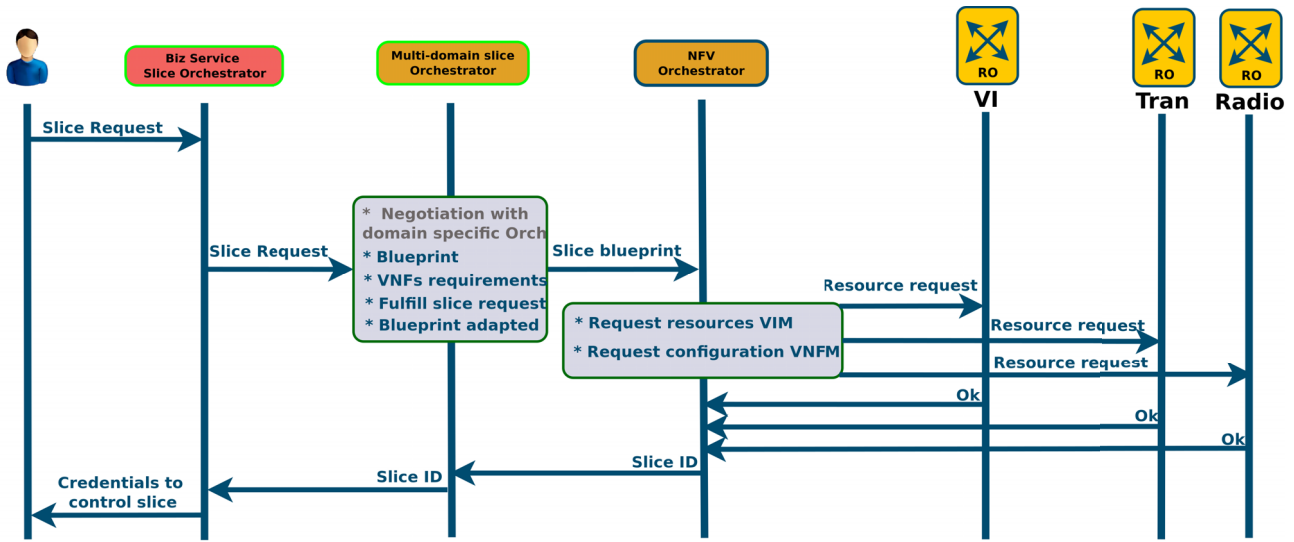 Biz Service
Slice Orchestrator
Multi-domain slice
Orchestrator
NFV
Orchestrator
RO
VI
RO
Tran
RO
Radio
Slice Request
Slice Request
* Negotiation with
domain specific Orch
* Blueprint
* VNFs requirements
* Fulfill slice request
* Blueprint adapted
Slice blueprint
* Request resources VIM
* Request configuration VNFM
Resource request
Resource request
Resource request
Ok
Ok
Ok
Slice ID
Slice ID
Credentials to
control slice